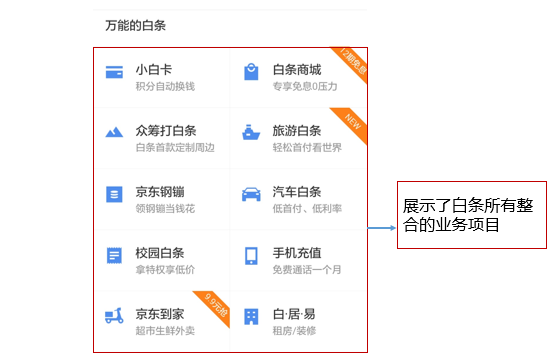 万能的白条
小白卡
积分自动换钱
白条商城
专享免息0压力
12期免息
众筹打白条
白条首款定制周边
旅游白条
轻松首付看世界
NEW
京东钢镚
领钢镚当钱花
汽车白条
低首付、低利率
校园白条
拿特权享低价
手机充值
免费通话一个月
京东到家
超市生鲜外卖
9.9元抢
白·居·易
租房/装修
展示了白条所有整
合的业务项目